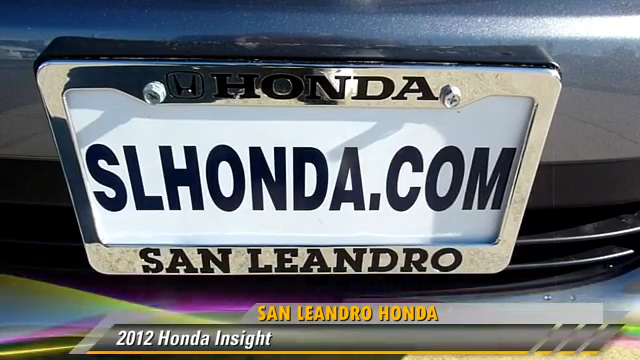 HONDA
SLHONDA.COM
SAN LEANDRO
SAN LEANDRO HONDA
2012 Honda Insight